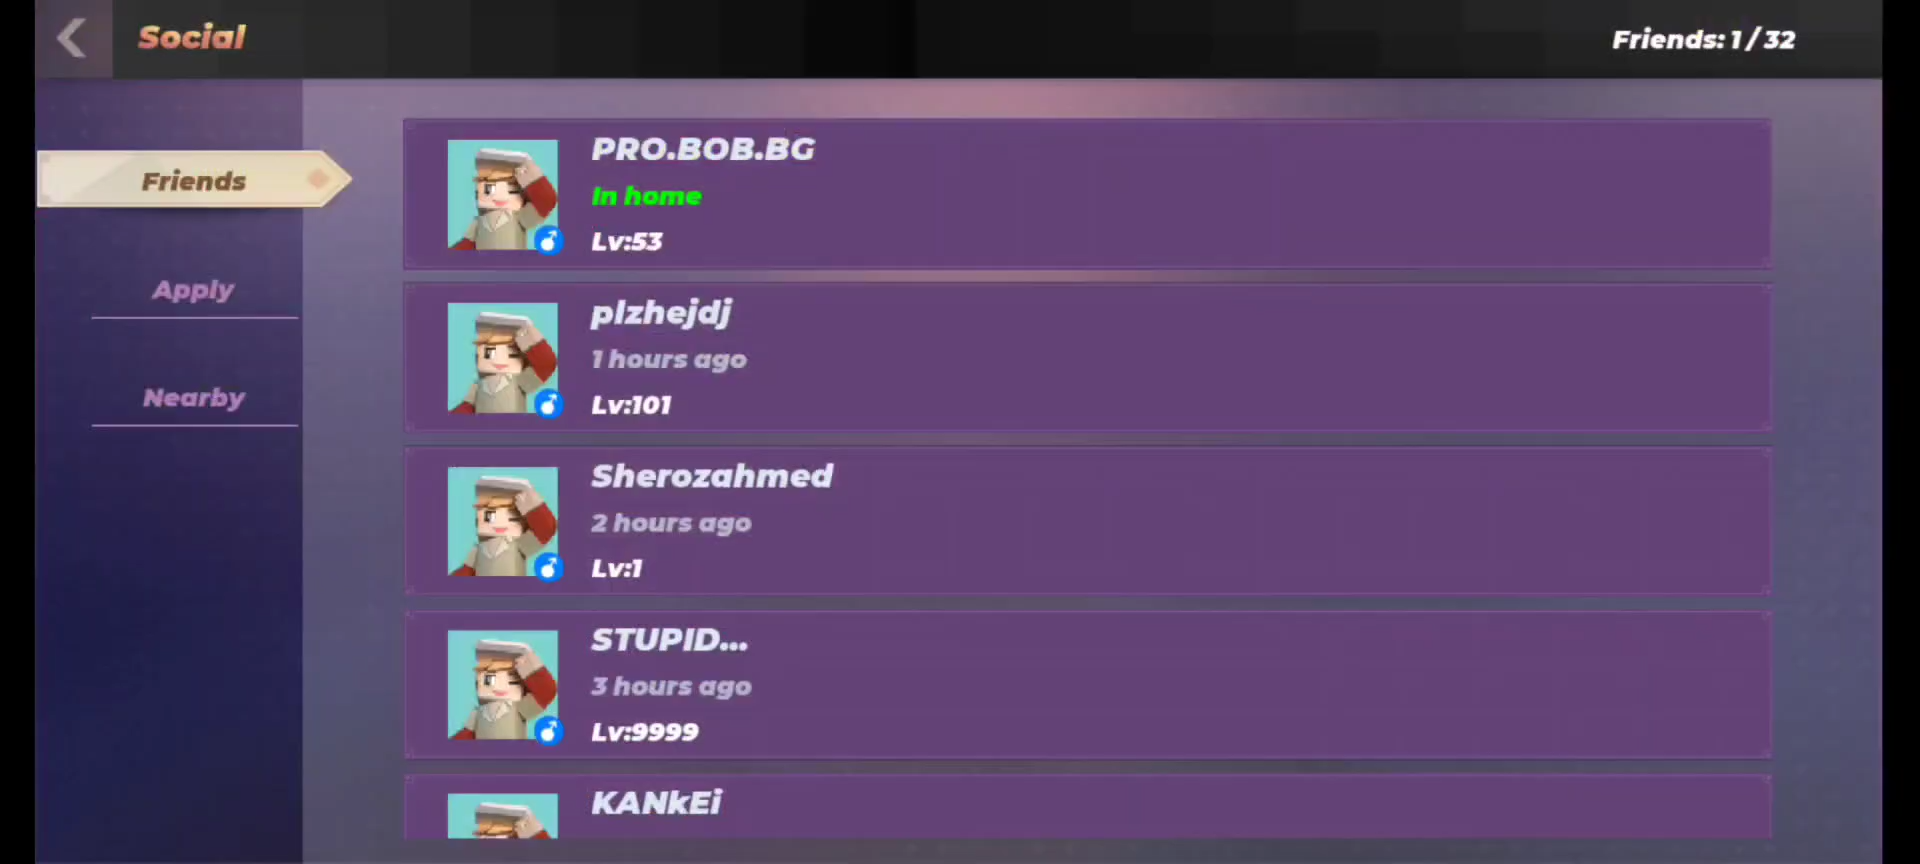 Social
Friends: 1 / 32
Friends
Apply
Nearby
PRO.BOB.BG
In home
Lv:53
plzhejdj
1 hours ago
Lv:101
Sherozahmed
2 hours ago
Lv:1
STUPID...
3 hours ago
Lv:9999
KANkEi